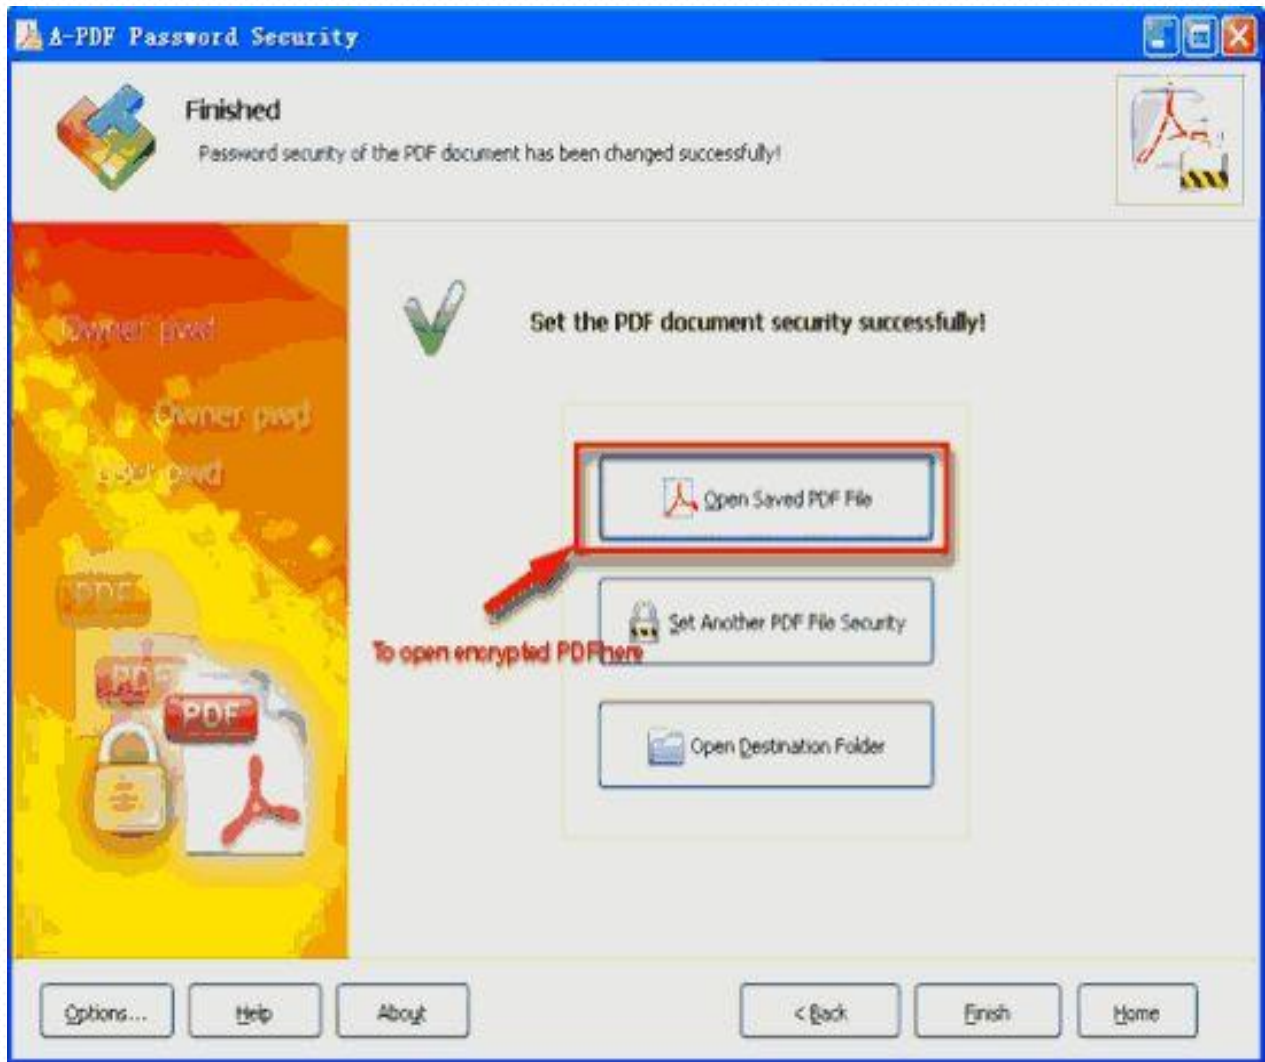 A-PDF Password Security
Finished
Password security of the PDF document has been changed successfully!
Owner pwd
Owner pwd
User pwd
Set the PDF document security successfully!
Open Saved PDF File
To open encrypted PDF here
Set Another PDF File Security
Open Destination Folder
PDF
PDF
PDF
Options...
Help
About
< Back
Finish
Home